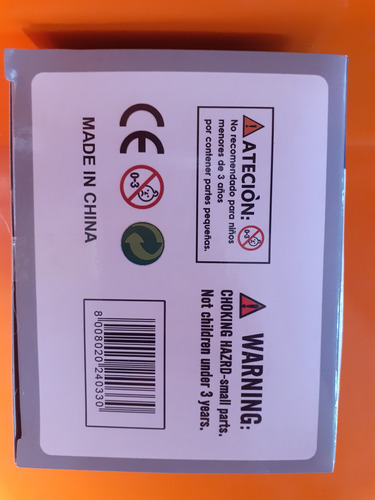 ATECIÒN:
No recomendado para niños
menores de 3 años
por contener partes pequeñas.
0-3
WARNING:
CHOKING HAZRD-small parts.
Not children under 3 years.
CE
0-3
MADE IN CHINA
8 008020 240330